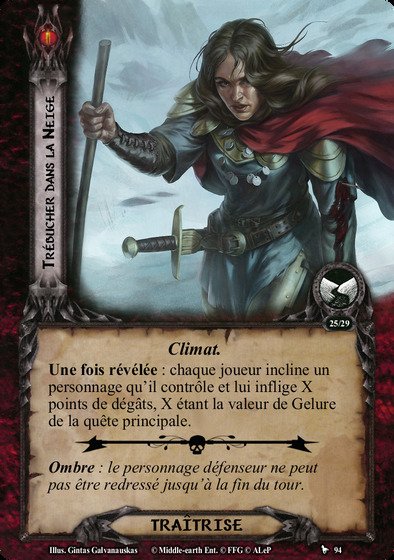 Trébucher dans la Neige
25/29
Climat.
Une fois révélée : chaque joueur incline un
personnage qu'il contrôle et lui inflige X
points de dégâts, X étant la valeur de Gelure
de la quête principale.
Ombre : le personnage défenseur ne peut
pas être redressé jusqu'à la fin du tour.
TRAÎTRISE
Illus. Gintas Galvanauskas © Middle-earth Ent. © FFG © ALeP 94